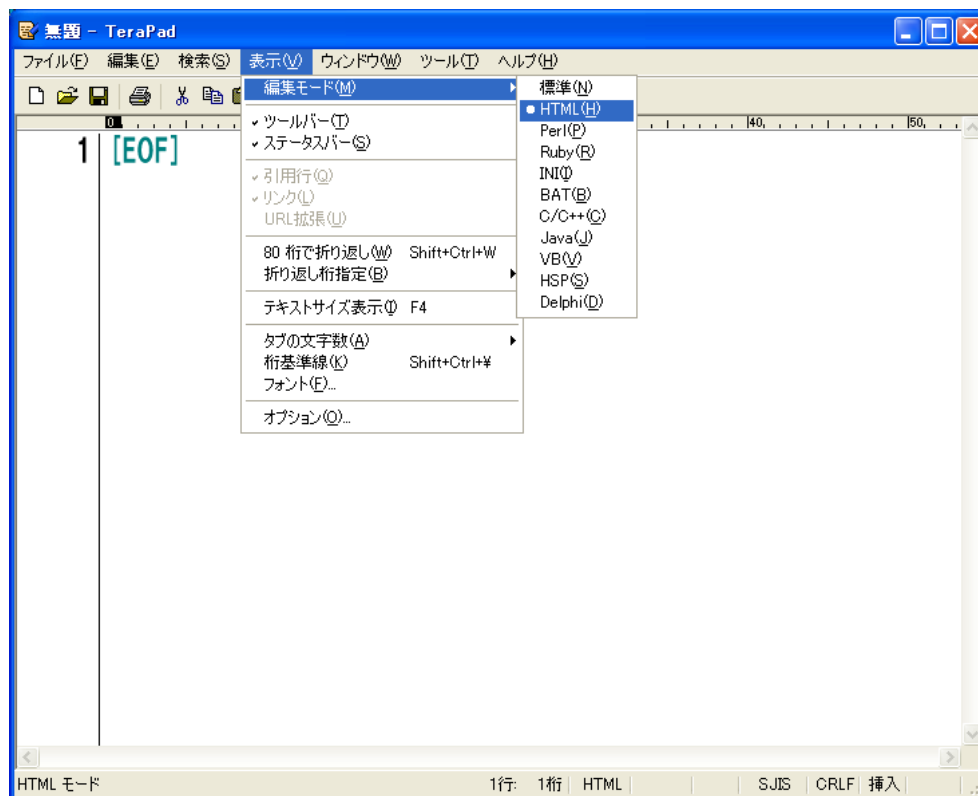 無題 - TeraPad
ファイル(F) 編集(E) 検索(S) 表示(V) ウィンドウ(W) ツール(T) ヘルプ(H)
編集モード(M)
ツールバー(T)
ステータスバー(S)
引用行(Q)
リンク(L)
URL拡張(U)
80 桁で折り返し(W) Shift+Ctrl+W
折り返し桁指定(B)
テキストサイズ表示(I) F4
タブの文字数(A)
桁基準線(K) Shift+Ctrl+¥
フォント(F)...
オプション(O)...
標準(N)
HTML(H)
Perl(P)
Ruby(R)
INI(I)
BAT(B)
C/C++(C)
Java(J)
VB(V)
HSP(S)
Delphi(D)
0 40 50
1 [EOF]
HTML モード 1行: 1桁 HTML SJIS CRLF 挿入